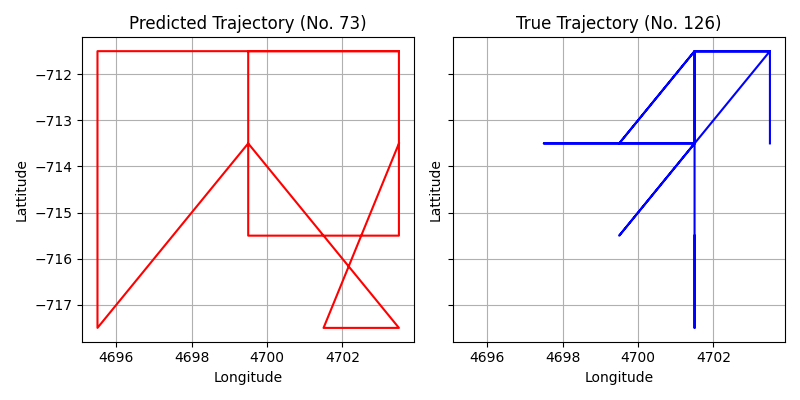 Predicted Trajectory (No. 73)
True Trajectory (No. 126)
Lattitude
−712
−713
−714
−715
−716
−717
4696
4698
4700
4702
Longitude
Lattitude
4696
4698
4700
4702
Longitude